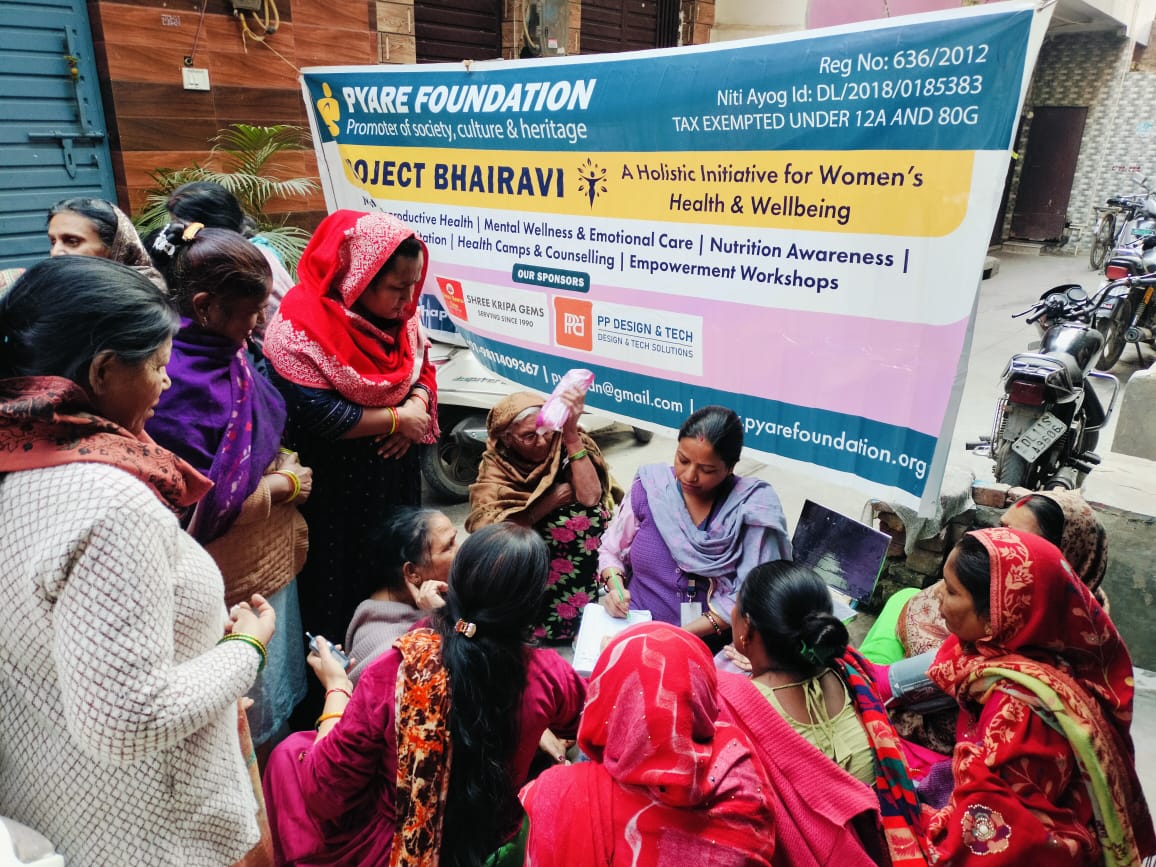 Reg No: 636/2012
PYARE FOUNDATION
Niti Ayog Id: DL/2018/0185383
Promoter of society, culture & heritage
TAX EXEMPTED UNDER 12A AND 80G
OJECT BHAIRAVI
A Holistic Initiative for Women's
Health & Wellbeing
productive Health | Mental Wellness & Emotional Care | Nutrition Awareness |
tation | Health Camps & Counselling | Empowerment Workshops
OUR SPONSORS
SHREE KRIPA GEMS
SERVING SINCE 1990
PP DESIGN & TECH
DESIGN & TECH SOLUTIONS
-9811409367 | py an@gmail.com | .pyarefoundation.org